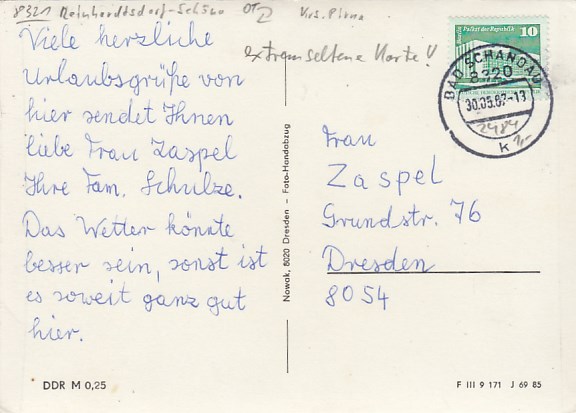 8321 Reinhardtsdorf-Schöna OT 2 Krs. Pirna
extrem seltene Karte!
Viele herzliche
Urlaubsgrüße von
hier sendet Ihnen
liebe Frau Zaspel
Ihre Fam. Schulze.
Das Wetter könnte
besser sein, sonst ist
es soweit ganz gut
hier.
DDR M 0,25
Nowak, 8020 Dresden - Foto-Handabzug
Berlin, Palast der Republik 10
BAD SCHANDAU
8320
30.05.87-13
k
Frau
Zaspel
Grundstr. 76
Dresden
8054
F III 9 171 J 69 85